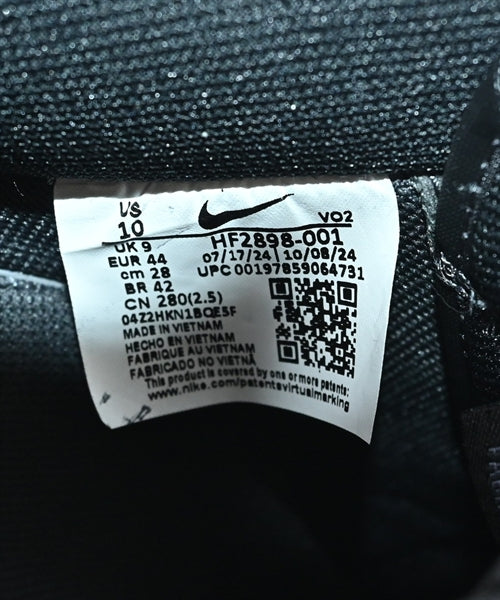 US
10
VO2
UK 9
HF2898-001
EUR 44
07/17/24 | 10/08/24
cm 28
UPC 00197859064731
BR 42
CN 280(2.5)
04Z2HKN1BQE5F
MADE IN VIETNAM
HECHO EN VIETNAM
FABRIQUE AU VIETNAM
FABRICADO NO VIETNÃ
This product is covered by one or more patents:
www.nike.com/patentsvirtualmarking